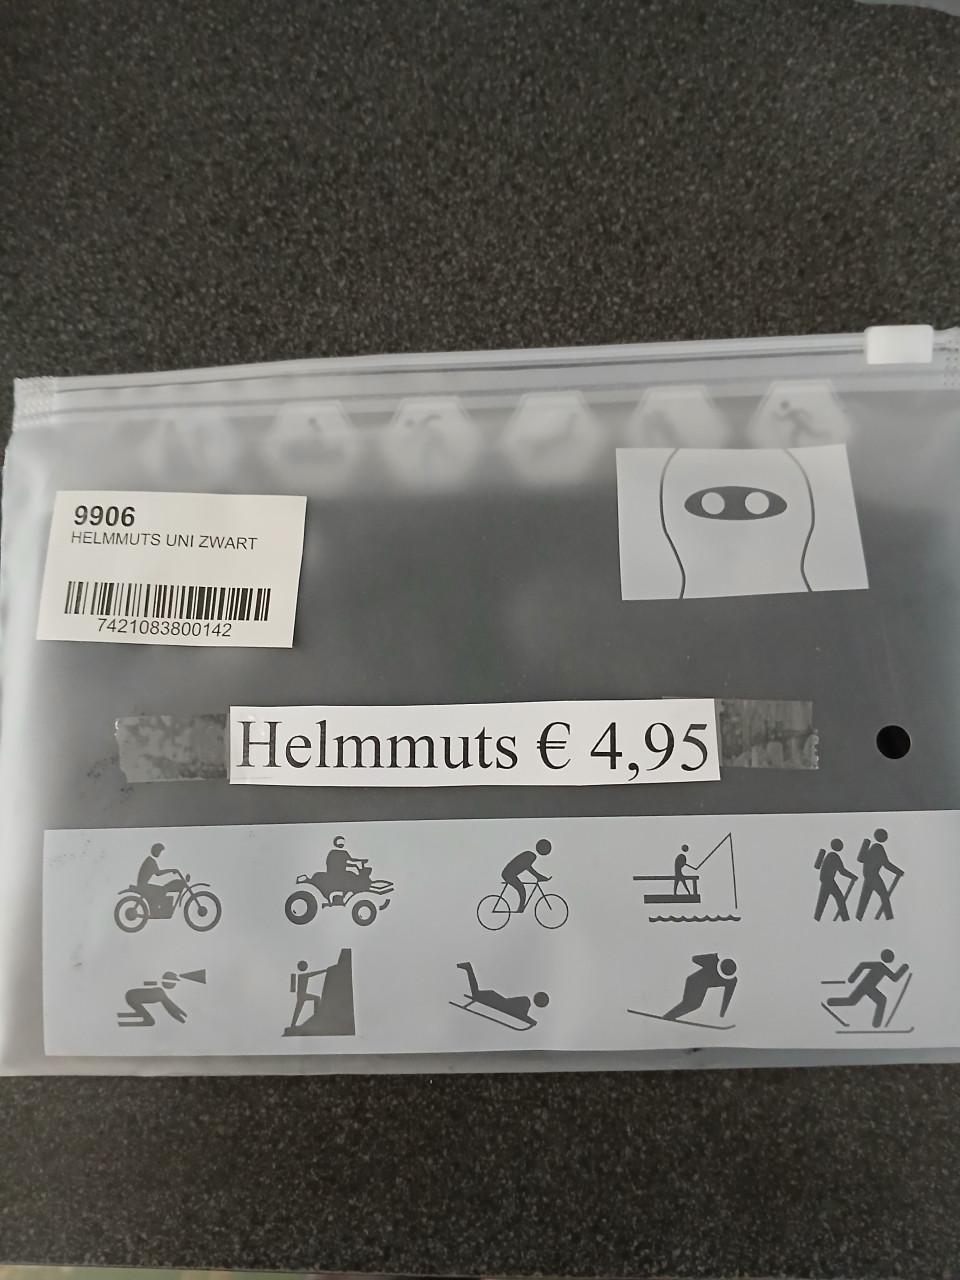 9906
HELMMUTS UNI ZWART
7421083800142
Helmmuts € 4,95